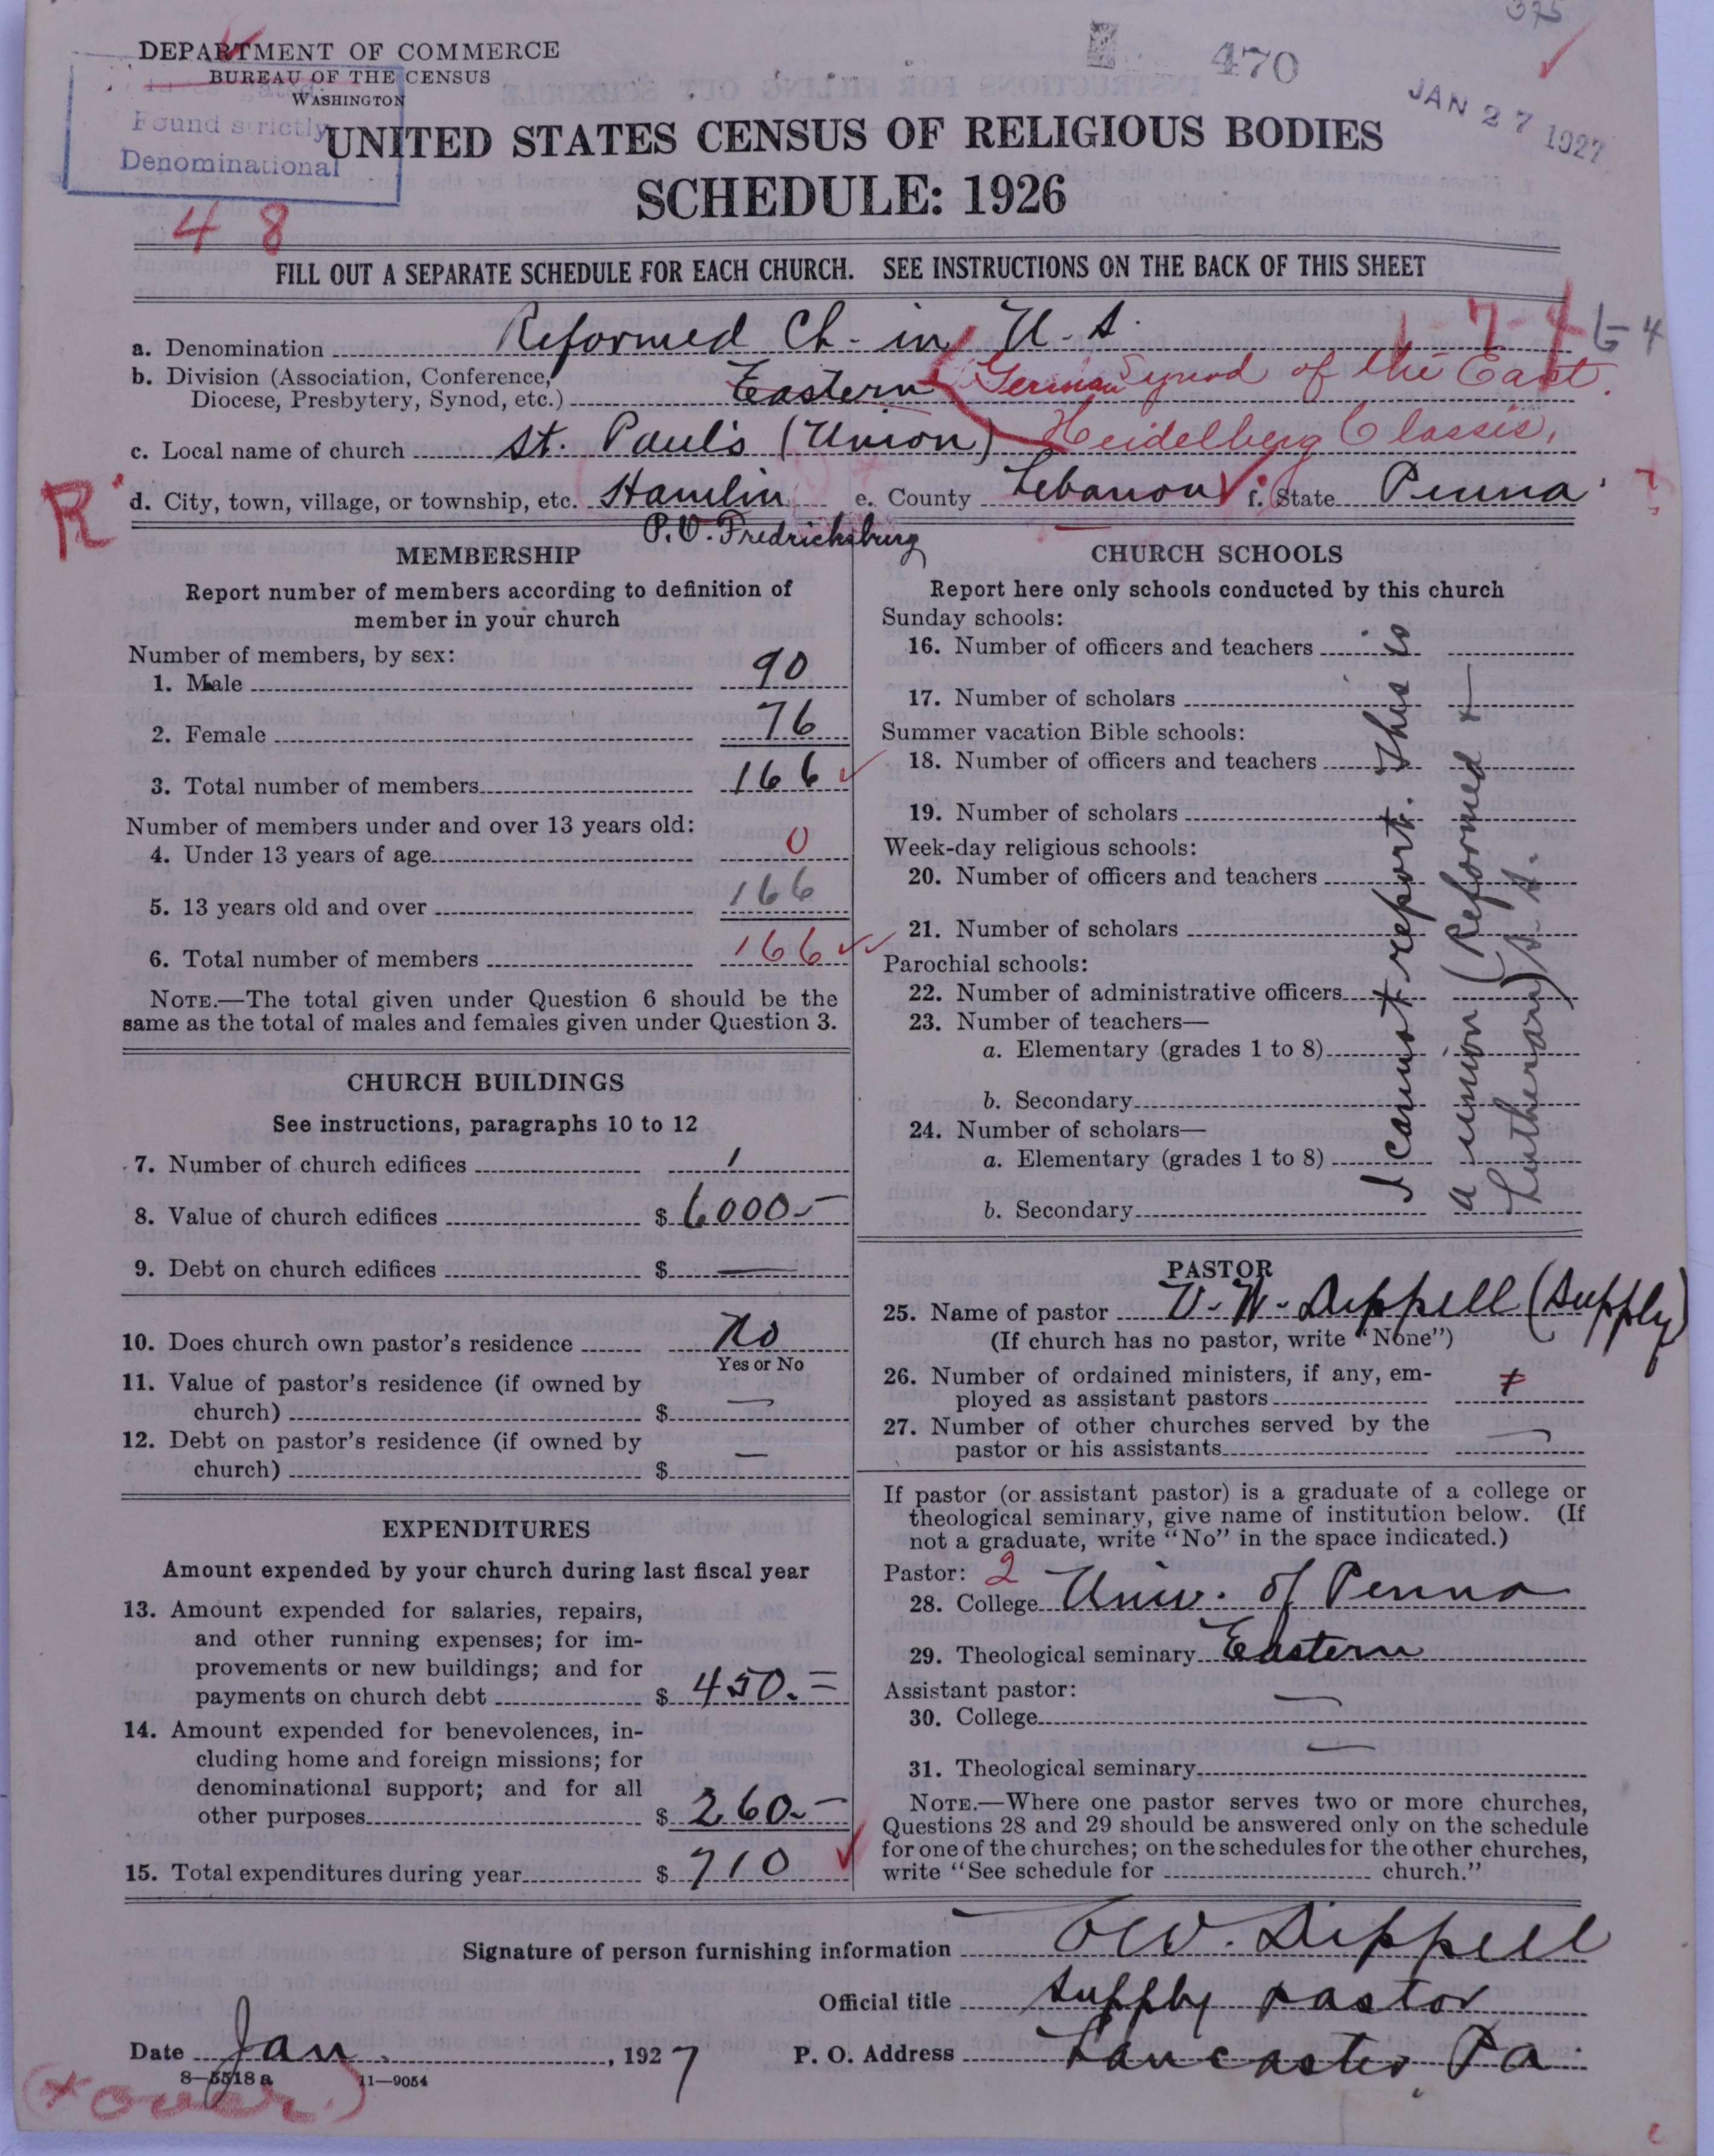 375
DEPARTMENT OF COMMERCE
BUREAU OF THE CENSUS
WASHINGTON
470
JAN 27 1927
Found strictly
Denominational
UNITED STATES CENSUS OF RELIGIOUS BODIES
SCHEDULE: 1926
4 8
FILL OUT A SEPARATE SCHEDULE FOR EACH CHURCH. SEE INSTRUCTIONS ON THE BACK OF THIS SHEET
1-7-4
a. Denomination Reformed Ch. in U. S.
b. Division (Association, Conference,
Diocese, Presbytery, Synod, etc.) Eastern German Synod of the East.
c. Local name of church St. Paul's (Union) Heidelberg Classis,
R
d. City, town, village, or township, etc. Hamlin e. County Lebanon f. State Penna
P.O. Fredricksburg
MEMBERSHIP
Report number of members according to definition of
member in your church
Number of members, by sex:
1. Male 90
2. Female 76
3. Total number of members 166
Number of members under and over 13 years old:
4. Under 13 years of age 0
5. 13 years old and over 166
6. Total number of members 166
NOTE.—The total given under Question 6 should be the
same as the total of males and females given under Question 3.
CHURCH BUILDINGS
See instructions, paragraphs 10 to 12
7. Number of church edifices 1
8. Value of church edifices $ 6000.—
9. Debt on church edifices $ —
10. Does church own pastor's residence No
Yes or No
11. Value of pastor's residence (if owned by
church) $ —
12. Debt on pastor's residence (if owned by
church) $ —
EXPENDITURES
Amount expended by your church during last fiscal year
13. Amount expended for salaries, repairs,
and other running expenses; for im-
provements or new buildings; and for
payments on church debt $ 450.=
14. Amount expended for benevolences, in-
cluding home and foreign missions; for
denominational support; and for all
other purposes $ 260.—
15. Total expenditures during year $ 710
CHURCH SCHOOLS
Report here only schools conducted by this church
Sunday schools:
16. Number of officers and teachers
17. Number of scholars
Summer vacation Bible schools:
18. Number of officers and teachers
19. Number of scholars
Week-day religious schools:
20. Number of officers and teachers
21. Number of scholars
Parochial schools:
22. Number of administrative officers
23. Number of teachers—
a. Elementary (grades 1 to 8)
b. Secondary
24. Number of scholars—
a. Elementary (grades 1 to 8)
b. Secondary
I cannot report. This is
a union (Reformed +
Lutheran) S. S.
PASTOR
25. Name of pastor O. W. Dippell (Supply)
(If church has no pastor, write "None")
26. Number of ordained ministers, if any, em-
ployed as assistant pastors
27. Number of other churches served by the
pastor or his assistants —
If pastor (or assistant pastor) is a graduate of a college or
theological seminary, give name of institution below. (If
not a graduate, write "No" in the space indicated.)
Pastor: 2
28. College Univ. of Penna
29. Theological seminary Eastern
Assistant pastor:
30. College —
31. Theological seminary —
NOTE.—Where one pastor serves two or more churches,
Questions 28 and 29 should be answered only on the schedule
for one of the churches; on the schedules for the other churches,
write "See schedule for church."
Signature of person furnishing information W. Dippell
Official title Supply pastor
Date Jan. , 1927 P. O. Address Lancaster, Pa.
8—5518 a 11—9054
(* over.)